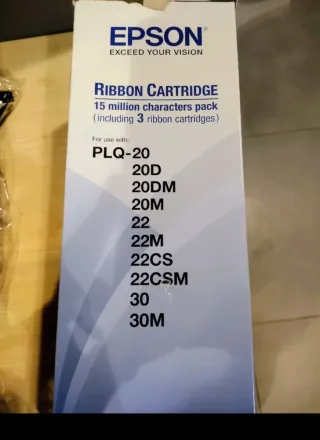 EPSON
EXCEED YOUR VISION
RIBBON CARTRIDGE
15 million characters pack
(including 3 ribbon cartridges)
For use with:
PLQ-20
20D
20DM
20M
22
22M
22CS
22CSM
30
30M